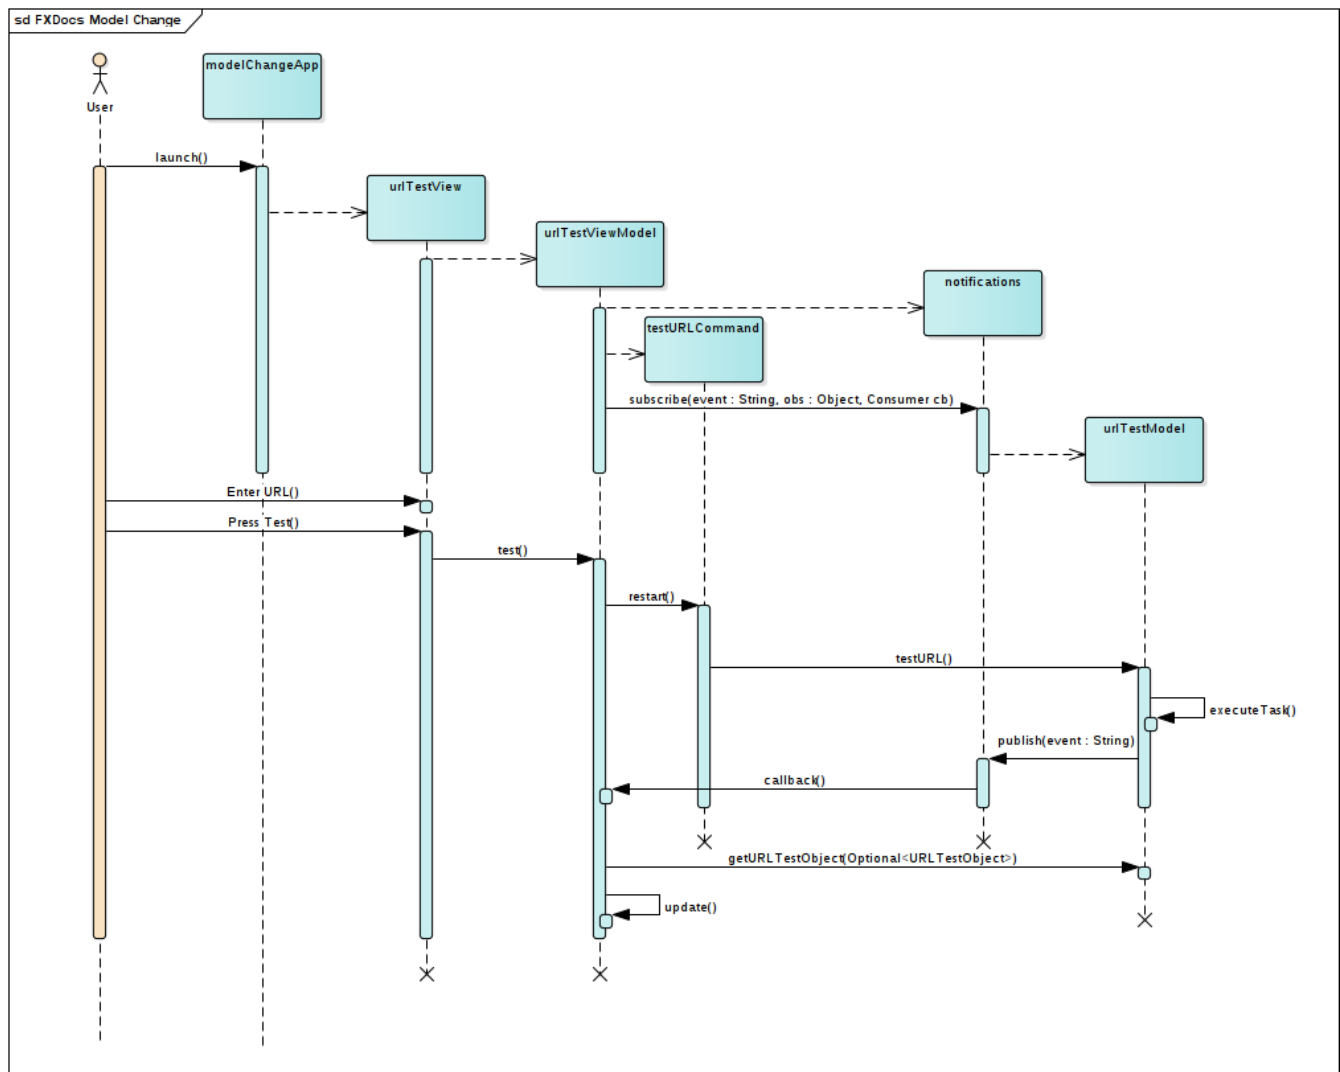 sd FXDocs Model Change
User
modelChangeApp
launch()
urlTestView
urlTestViewModel
notifications
testURLCommand
subscribe(event : String, obs : Object, Consumer cb)
urlTestModel
Enter URL()
Press Test()
test()
restart()
testURL()
executeTask()
publish(event : String)
callback()
getURLTestObject(Optional<URLTestObject>)
update()